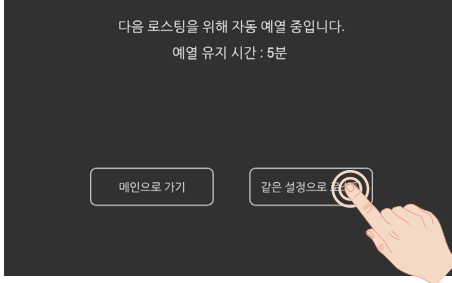 다음 로스팅을 위해 자동 예열 중입니다.
예열 유지 시간 : 5분
메인으로 가기
같은 설정으로